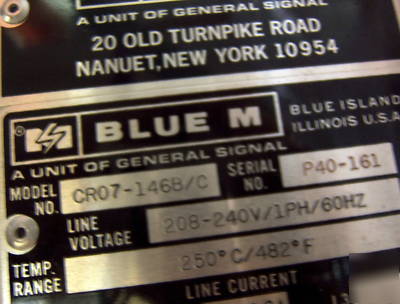 A UNIT OF GENERAL SIGNAL
20 OLD TURNPIKE ROAD
NANUET, NEW YORK 10954
® BLUE M BLUE ISLAND
ILLINOIS U.S.A
A UNIT OF GENERAL SIGNAL
MODEL NO. CR07-146B/C SERIAL NO. P40-161
LINE VOLTAGE 208-240V/1PH/60HZ
TEMP. RANGE 250°C/482°F
LINE CURRENT